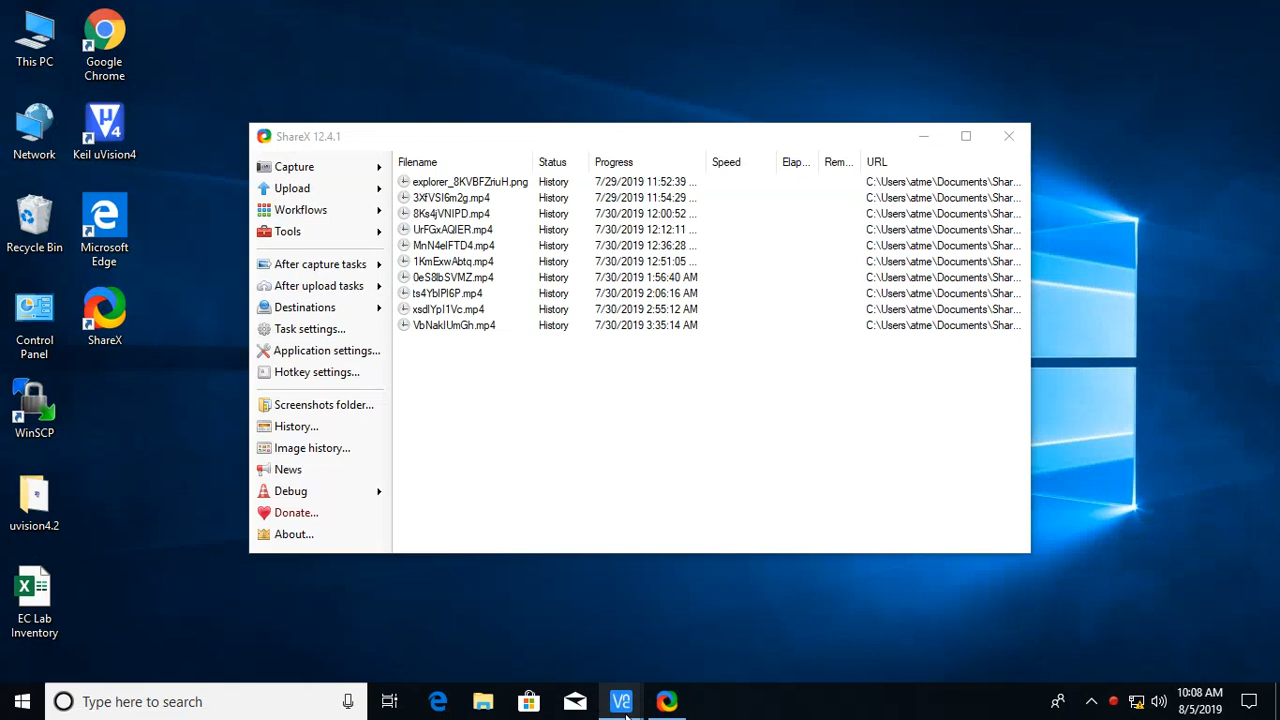 This PC
Google Chrome
Network
Keil uVision4
Recycle Bin
Microsoft Edge
Control Panel
ShareX
WinSCP
uvision4.2
EC Lab Inventory
ShareX 12.4.1
Capture
Upload
Workflows
Tools
After capture tasks
After upload tasks
Destinations
Task settings...
Application settings...
Hotkey settings...
Screenshots folder...
History...
Image history...
News
Debug
Donate...
About...
Filename Status Progress Speed Elap... Rem... URL
explorer_8KVBFZriuH.png History 7/29/2019 11:52:39 ... C:\Users\atme\Documents\Shar...
3XfVSI6m2g.mp4 History 7/29/2019 11:54:29 ... C:\Users\atme\Documents\Shar...
8Ks4jVNIPD.mp4 History 7/30/2019 12:00:52 ... C:\Users\atme\Documents\Shar...
UrFGxAQIER.mp4 History 7/30/2019 12:12:11 ... C:\Users\atme\Documents\Shar...
MnN4eIFTD4.mp4 History 7/30/2019 12:36:28 ... C:\Users\atme\Documents\Shar...
1KmExwAbtq.mp4 History 7/30/2019 12:51:05 ... C:\Users\atme\Documents\Shar...
0eS8lbSVMZ.mp4 History 7/30/2019 1:56:40 AM C:\Users\atme\Documents\Shar...
ts4YbIPI6P.mp4 History 7/30/2019 2:06:16 AM C:\Users\atme\Documents\Shar...
xsdIYpI1Vc.mp4 History 7/30/2019 2:55:12 AM C:\Users\atme\Documents\Shar...
VbNakIUmGh.mp4 History 7/30/2019 3:35:14 AM C:\Users\atme\Documents\Shar...
Type here to search
10:08 AM
8/5/2019